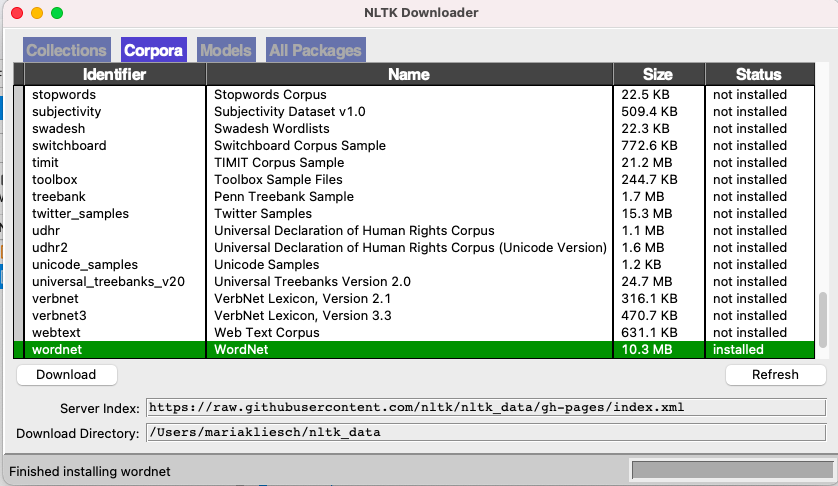 NLTK Downloader
Collections Corpora Models All Packages
Identifier Name Size Status
stopwords Stopwords Corpus 22.5 KB not installed
subjectivity Subjectivity Dataset v1.0 509.4 KB not installed
swadesh Swadesh Wordlists 22.3 KB not installed
switchboard Switchboard Corpus Sample 772.6 KB not installed
timit TIMIT Corpus Sample 21.2 MB not installed
toolbox Toolbox Sample Files 244.7 KB not installed
treebank Penn Treebank Sample 1.7 MB not installed
twitter_samples Twitter Samples 15.3 MB not installed
udhr Universal Declaration of Human Rights Corpus 1.1 MB not installed
udhr2 Universal Declaration of Human Rights Corpus (Unicode Version) 1.6 MB not installed
unicode_samples Unicode Samples 1.2 KB not installed
universal_treebanks_v20 Universal Treebanks Version 2.0 24.7 MB not installed
verbnet VerbNet Lexicon, Version 2.1 316.1 KB not installed
verbnet3 VerbNet Lexicon, Version 3.3 470.7 KB not installed
webtext Web Text Corpus 631.1 KB not installed
wordnet WordNet 10.3 MB installed
Download Refresh
Server Index: https://raw.githubusercontent.com/nltk/nltk_data/gh-pages/index.xml
Download Directory: /Users/mariakliesch/nltk_data
Finished installing wordnet